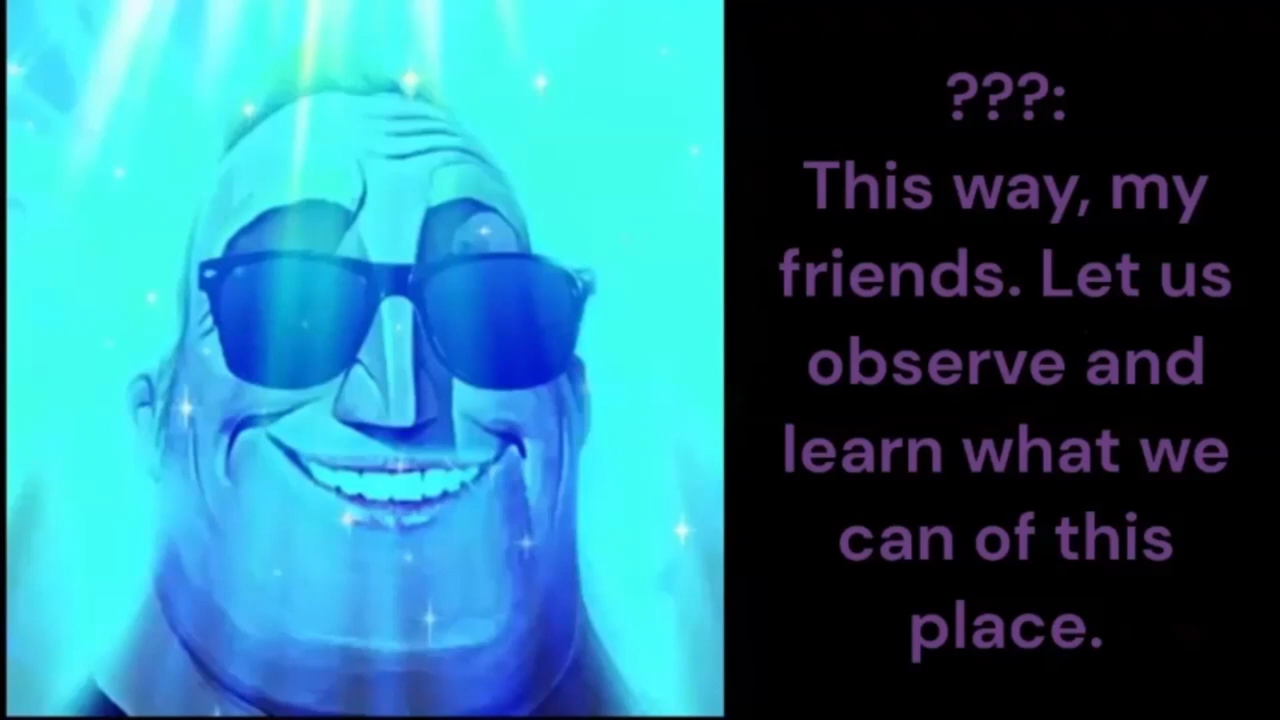 ???:
This way, my
friends. Let us
observe and
learn what we
can of this
place.